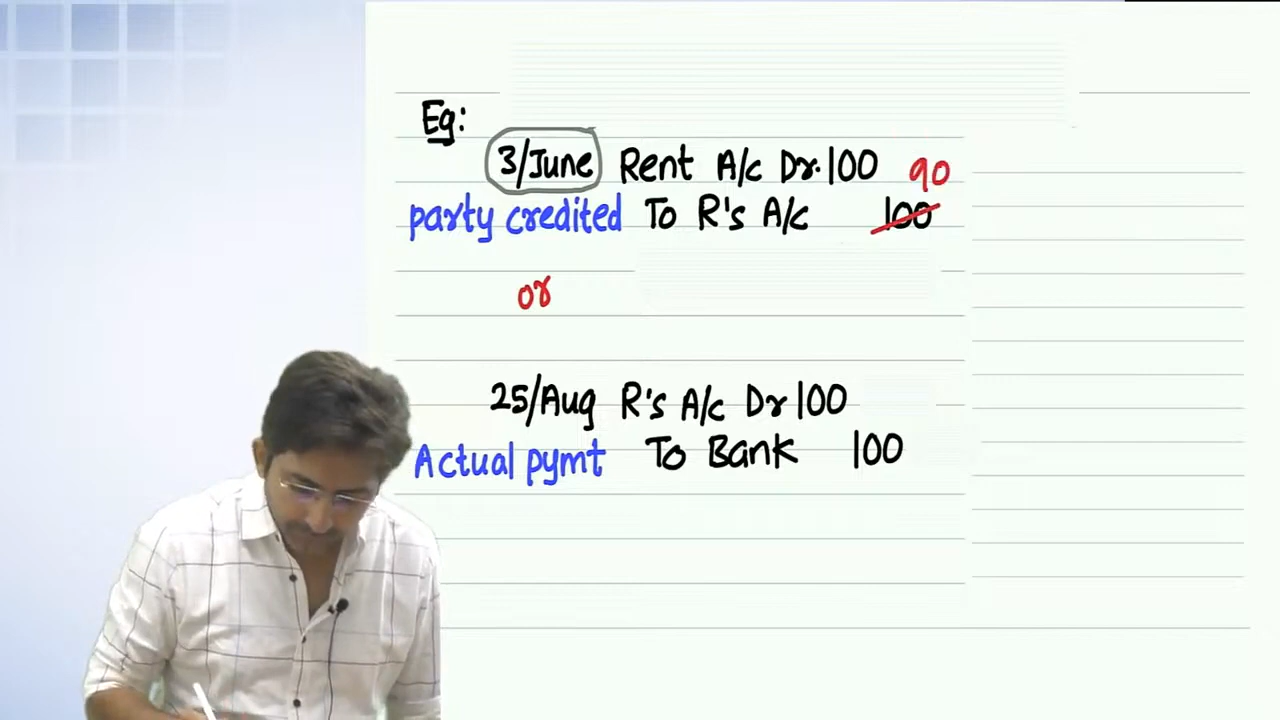 Eg:
3/June Rent A/c Dr. 100 90
party credited To R's A/c 100
or
25/Aug R's A/c Dr 100
Actual pymt To Bank 100